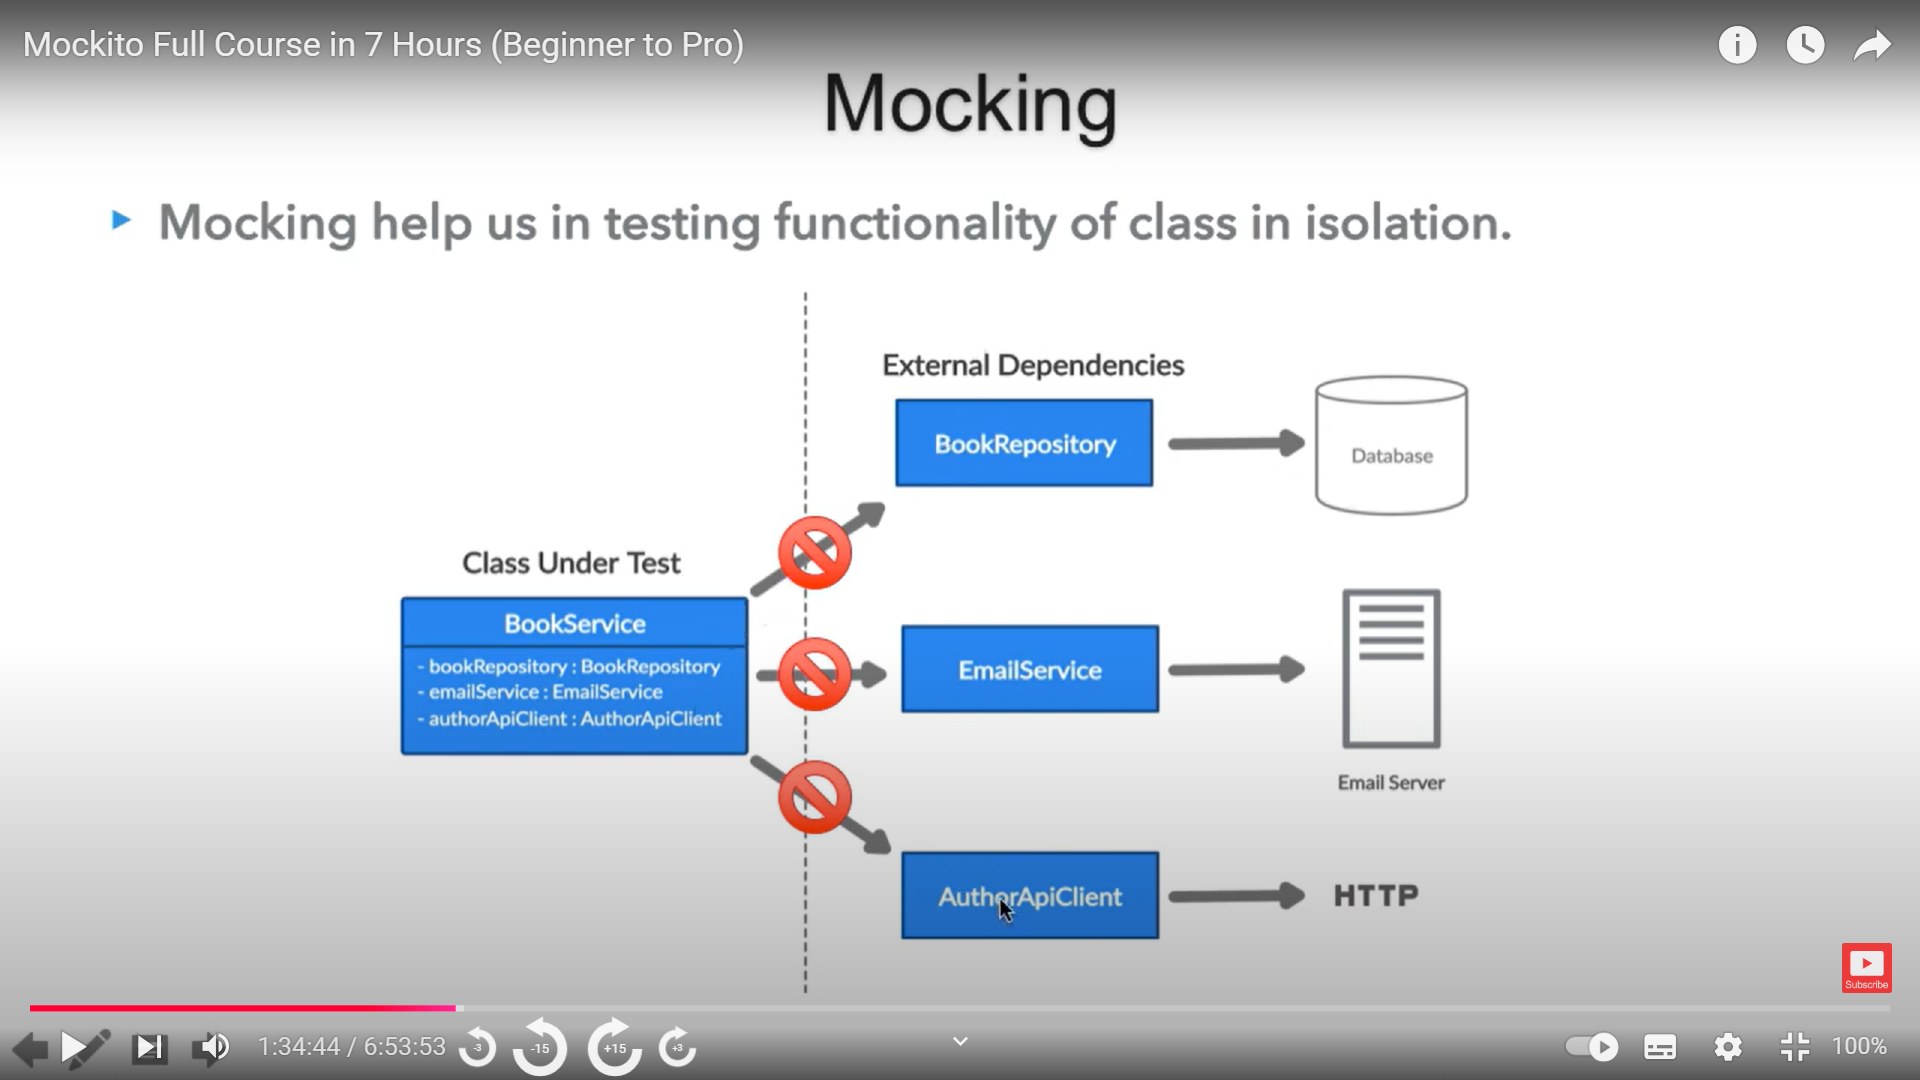 Mockito Full Course in 7 Hours (Beginner to Pro)
Mocking
Mocking help us in testing functionality of class in isolation.
External Dependencies
BookRepository
Database
Class Under Test
BookService
- bookRepository : BookRepository
- emailService : EmailService
- authorApiClient : AuthorApiClient
EmailService
Email Server
AuthorApiClient
HTTP
Subscribe
1:34:44 / 6:53:53
-3
-15
+15
+3
100%